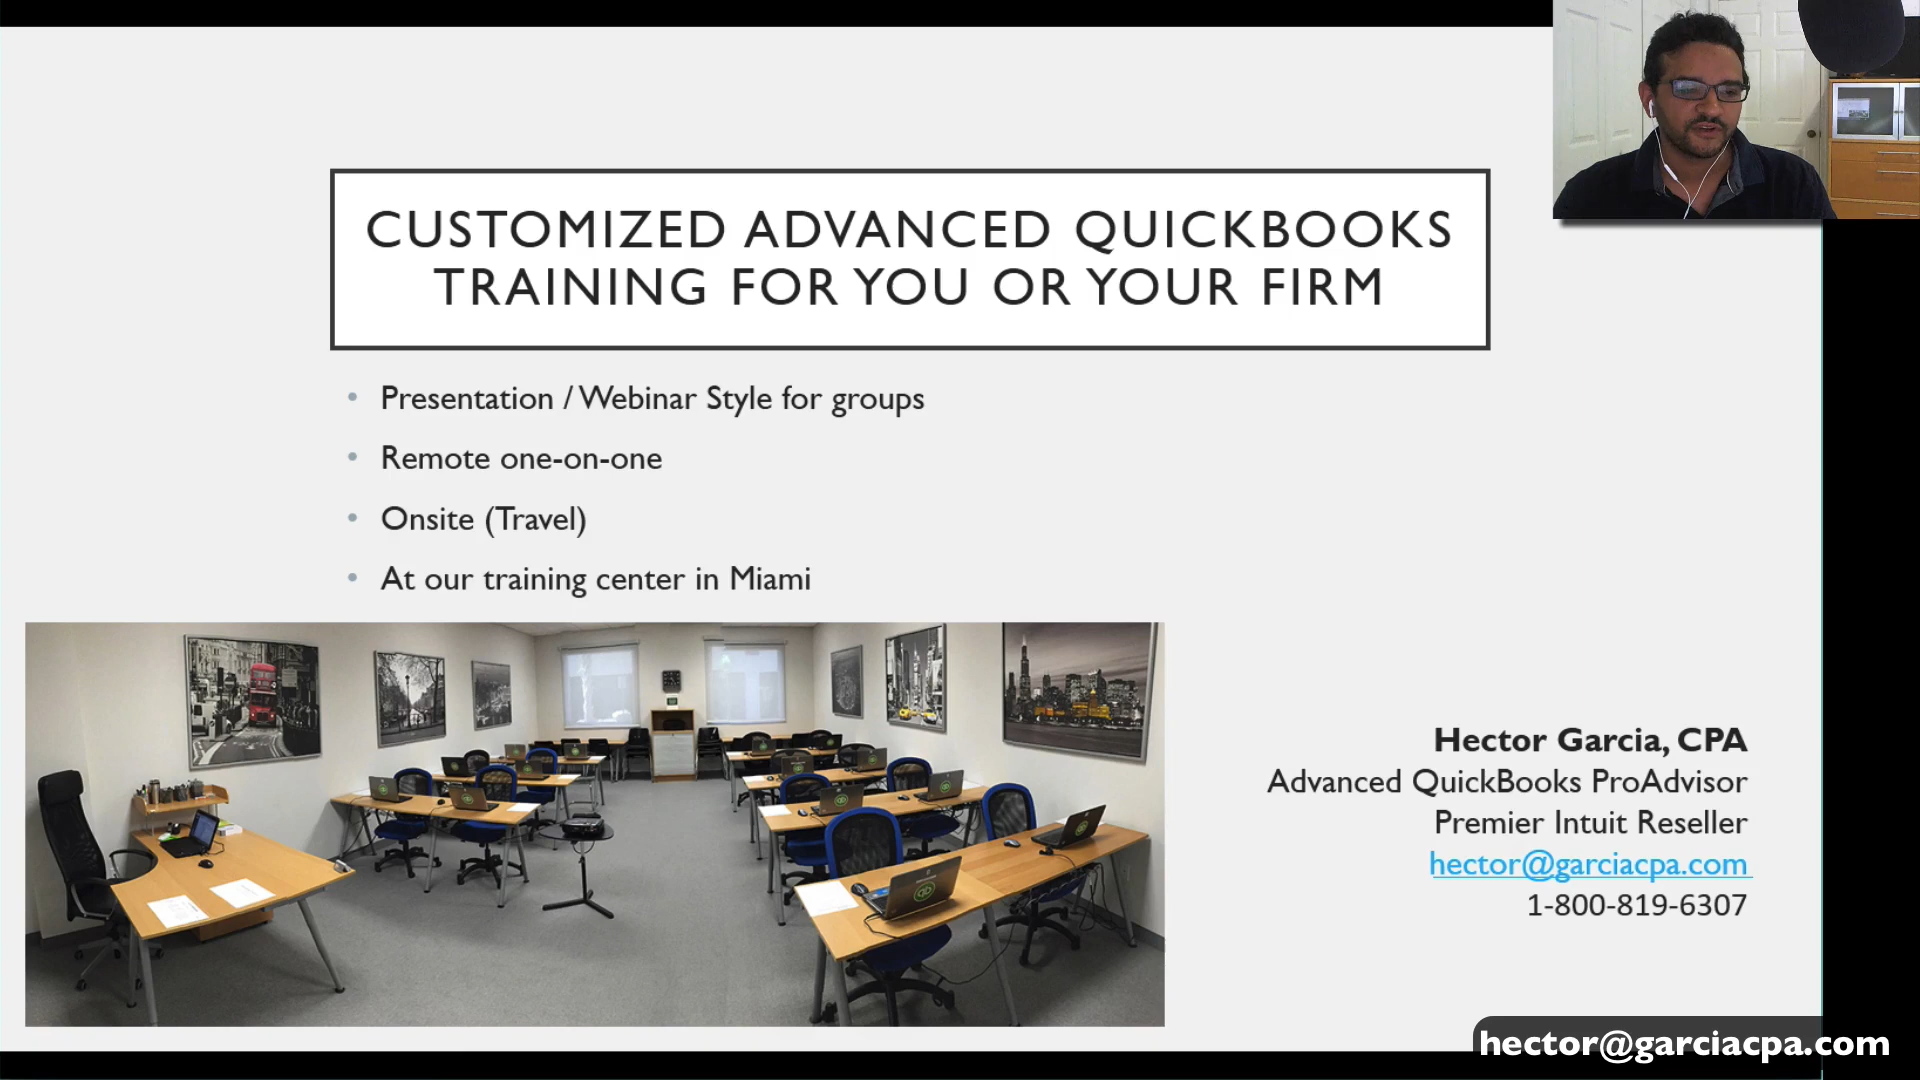 CUSTOMIZED ADVANCED QUICKBOOKS
TRAINING FOR YOU OR YOUR FIRM
• Presentation / Webinar Style for groups
• Remote one-on-one
• Onsite (Travel)
• At our training center in Miami
Hector Garcia, CPA
Advanced QuickBooks ProAdvisor
Premier Intuit Reseller
hector@garciacpa.com
1-800-819-6307
hector@garciacpa.com